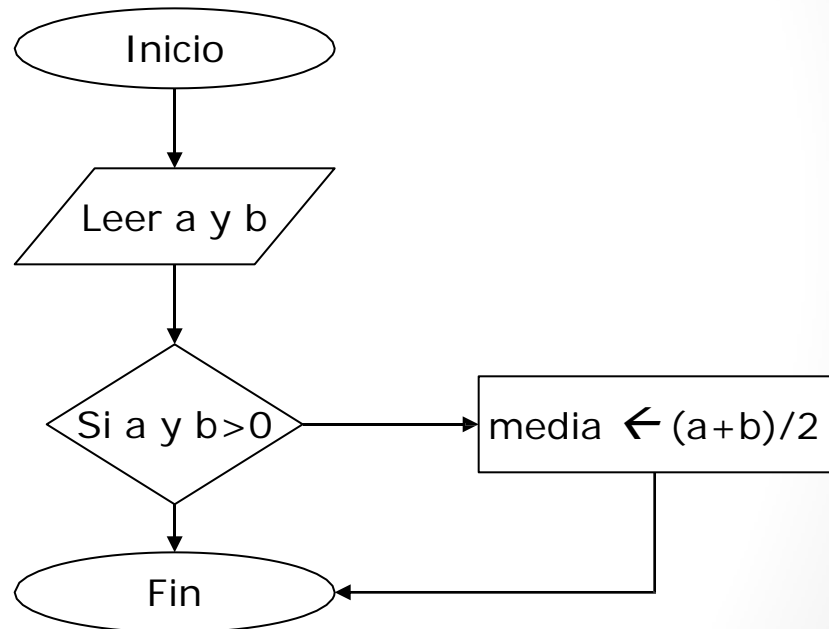 Inicio
Leer a y b
Si a y b>0
media ← (a+b)/2
Fin